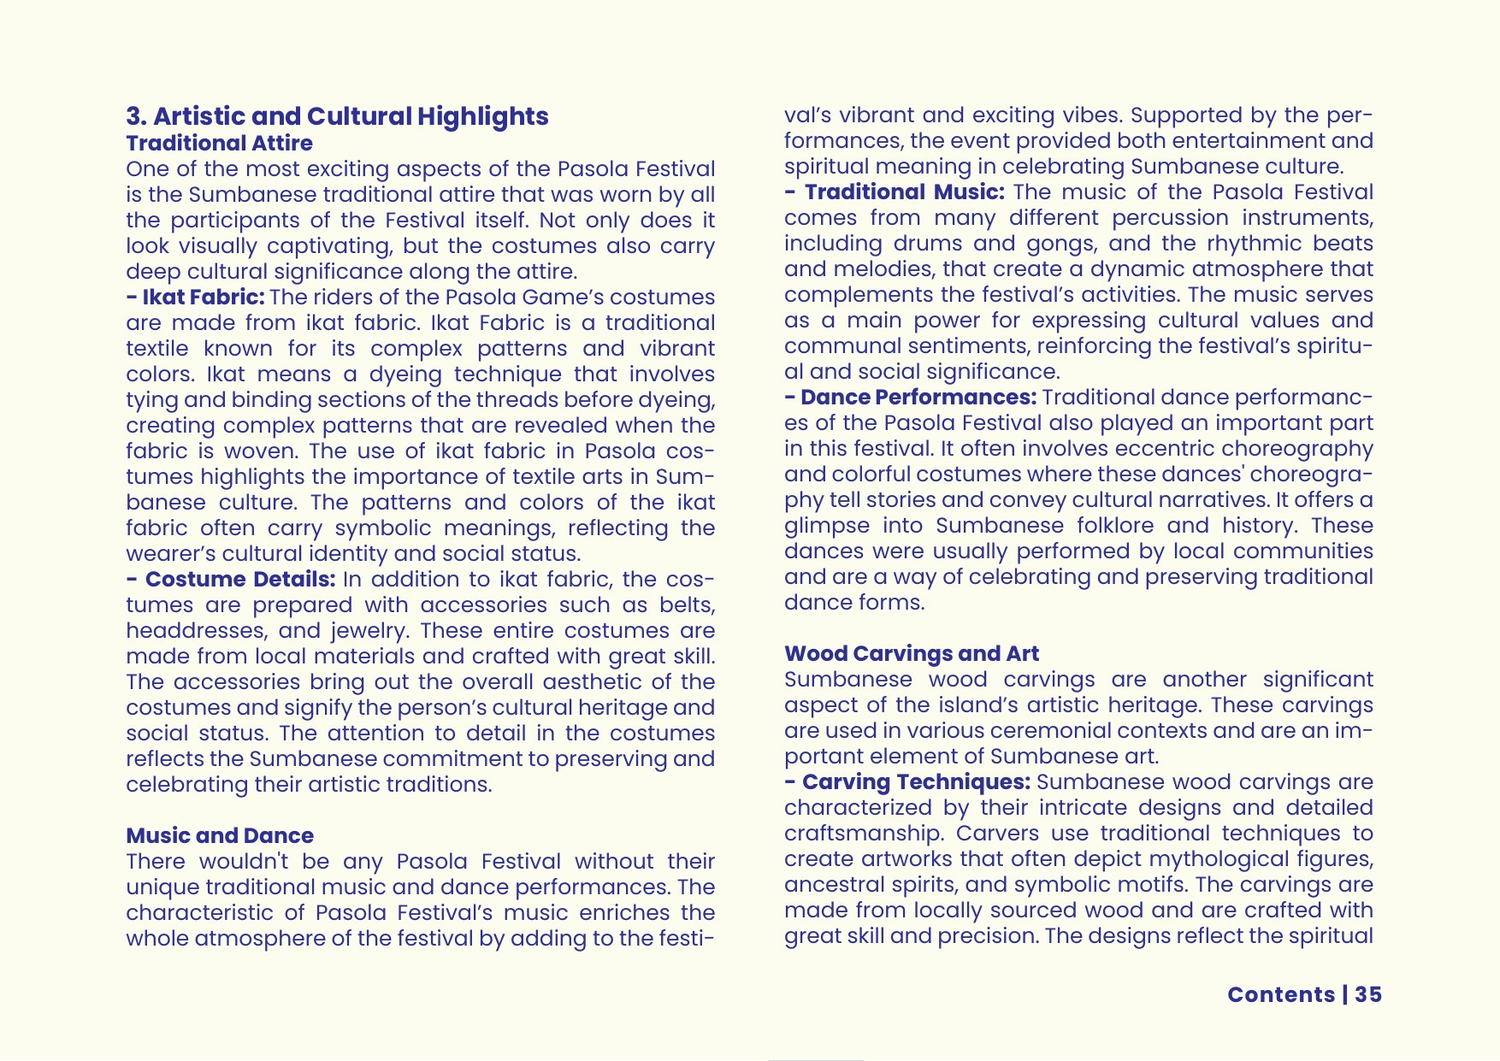 3. Artistic and Cultural Highlights
Traditional Attire
One of the most exciting aspects of the Pasola Festival
is the Sumbanese traditional attire that was worn by all
the participants of the Festival itself. Not only does it
look visually captivating, but the costumes also carry
deep cultural significance along the attire.
- Ikat Fabric: The riders of the Pasola Game’s costumes
are made from ikat fabric. Ikat Fabric is a traditional
textile known for its complex patterns and vibrant
colors. Ikat means a dyeing technique that involves
tying and binding sections of the threads before dyeing,
creating complex patterns that are revealed when the
fabric is woven. The use of ikat fabric in Pasola cos-
tumes highlights the importance of textile arts in Sum-
banese culture. The patterns and colors of the ikat
fabric often carry symbolic meanings, reflecting the
wearer’s cultural identity and social status.
- Costume Details: In addition to ikat fabric, the cos-
tumes are prepared with accessories such as belts,
headdresses, and jewelry. These entire costumes are
made from local materials and crafted with great skill.
The accessories bring out the overall aesthetic of the
costumes and signify the person’s cultural heritage and
social status. The attention to detail in the costumes
reflects the Sumbanese commitment to preserving and
celebrating their artistic traditions.
Music and Dance
There wouldn't be any Pasola Festival without their
unique traditional music and dance performances. The
characteristic of Pasola Festival’s music enriches the
whole atmosphere of the festival by adding to the festi-
val’s vibrant and exciting vibes. Supported by the per-
formances, the event provided both entertainment and
spiritual meaning in celebrating Sumbanese culture.
- Traditional Music: The music of the Pasola Festival
comes from many different percussion instruments,
including drums and gongs, and the rhythmic beats
and melodies, that create a dynamic atmosphere that
complements the festival’s activities. The music serves
as a main power for expressing cultural values and
communal sentiments, reinforcing the festival’s spiritu-
al and social significance.
- Dance Performances: Traditional dance performanc-
es of the Pasola Festival also played an important part
in this festival. It often involves eccentric choreography
and colorful costumes where these dances' choreogra-
phy tell stories and convey cultural narratives. It offers a
glimpse into Sumbanese folklore and history. These
dances were usually performed by local communities
and are a way of celebrating and preserving traditional
dance forms.
Wood Carvings and Art
Sumbanese wood carvings are another significant
aspect of the island’s artistic heritage. These carvings
are used in various ceremonial contexts and are an im-
portant element of Sumbanese art.
- Carving Techniques: Sumbanese wood carvings are
characterized by their intricate designs and detailed
craftsmanship. Carvers use traditional techniques to
create artworks that often depict mythological figures,
ancestral spirits, and symbolic motifs. The carvings are
made from locally sourced wood and are crafted with
great skill and precision. The designs reflect the spiritual
Contents | 35